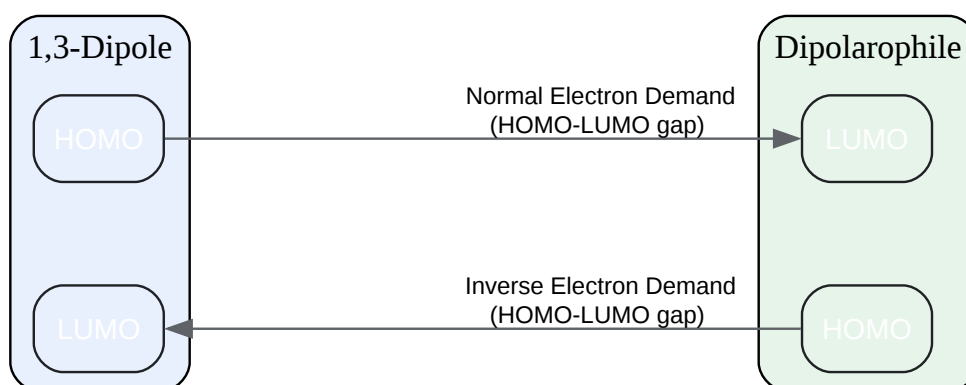 1,3-Dipole
Dipolarophile
Normal Electron Demand
(HOMO-LUMO gap)
HOMO
LUMO
Inverse Electron Demand
(HOMO-LUMO gap)
LUMO
HOMO